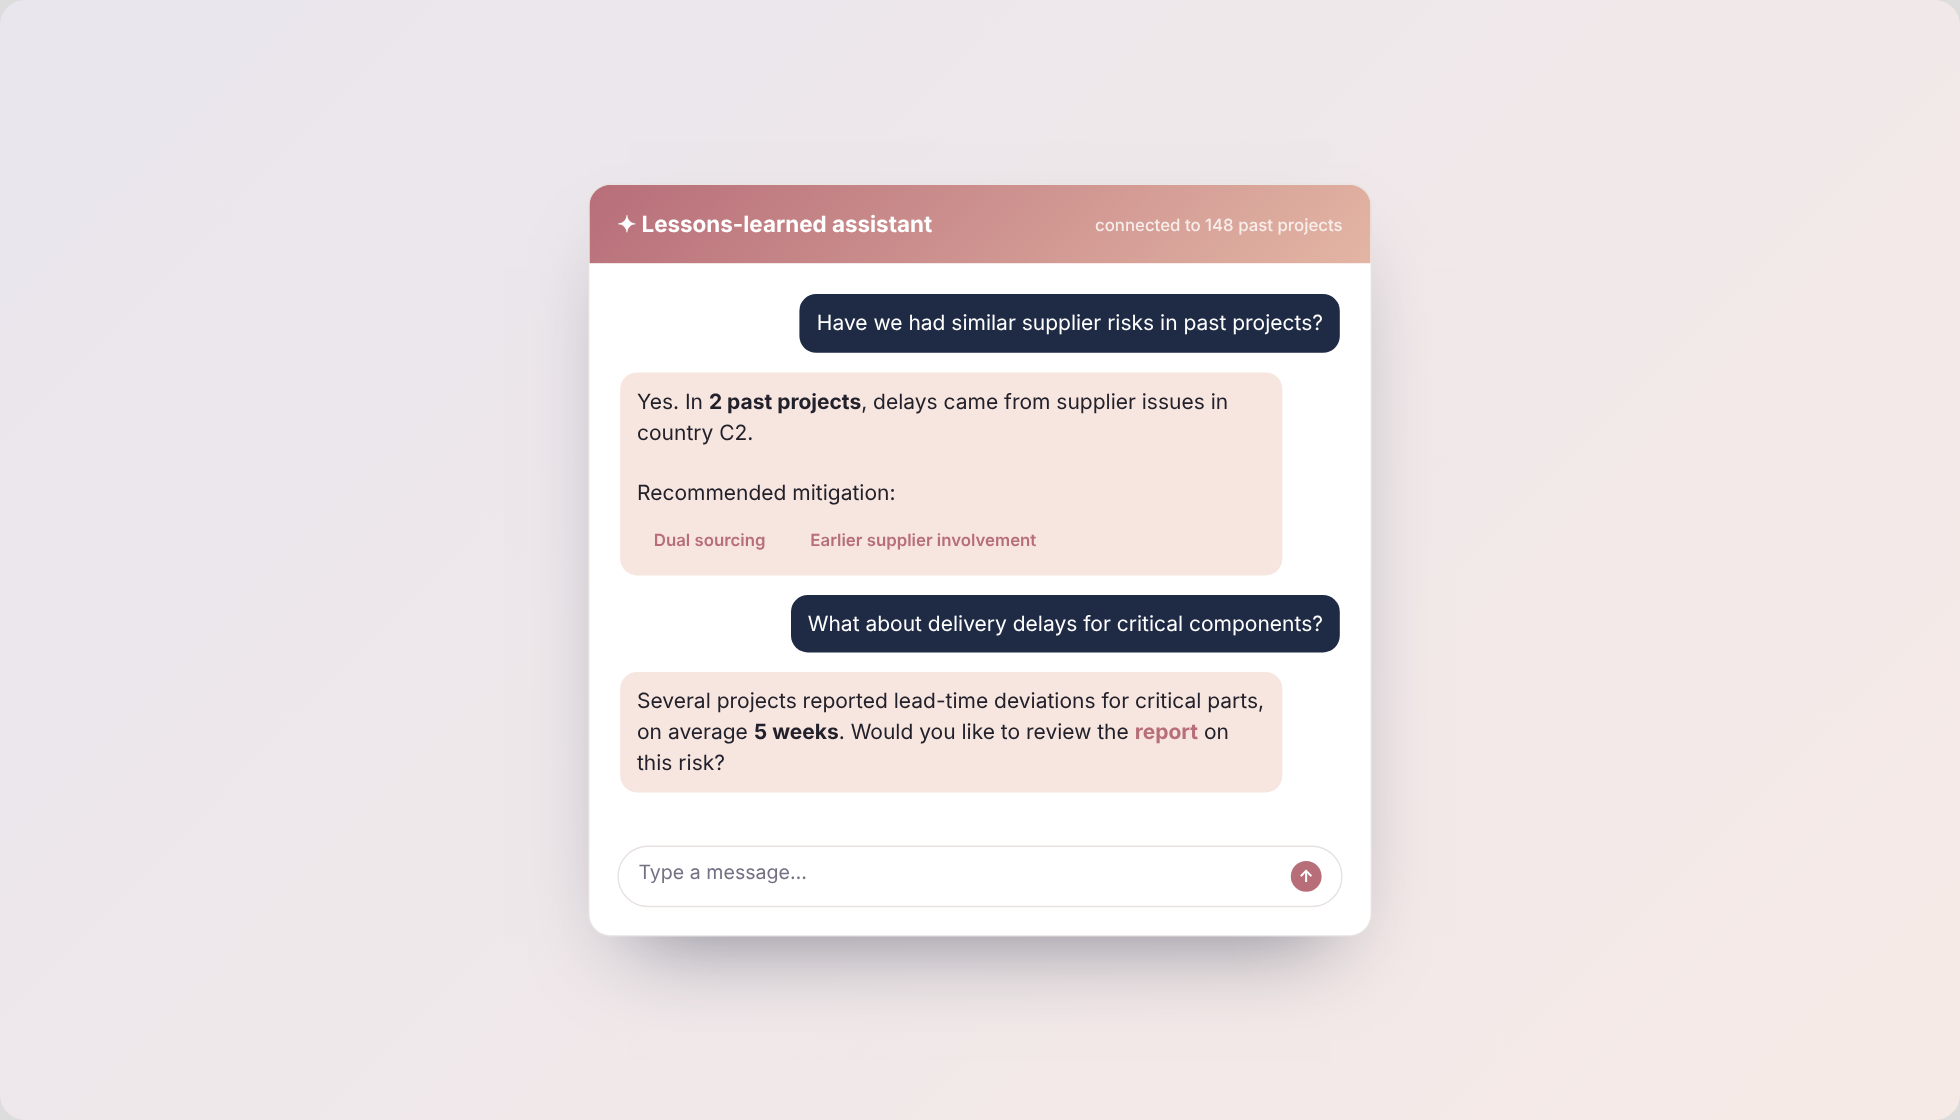 ✦ Lessons-learned assistant
connected to 148 past projects
Have we had similar supplier risks in past projects?
Yes. In 2 past projects, delays came from supplier issues in
country C2.
Recommended mitigation:
Dual sourcing
Earlier supplier involvement
What about delivery delays for critical components?
Several projects reported lead-time deviations for critical parts,
on average 5 weeks. Would you like to review the report on
this risk?
Type a message...